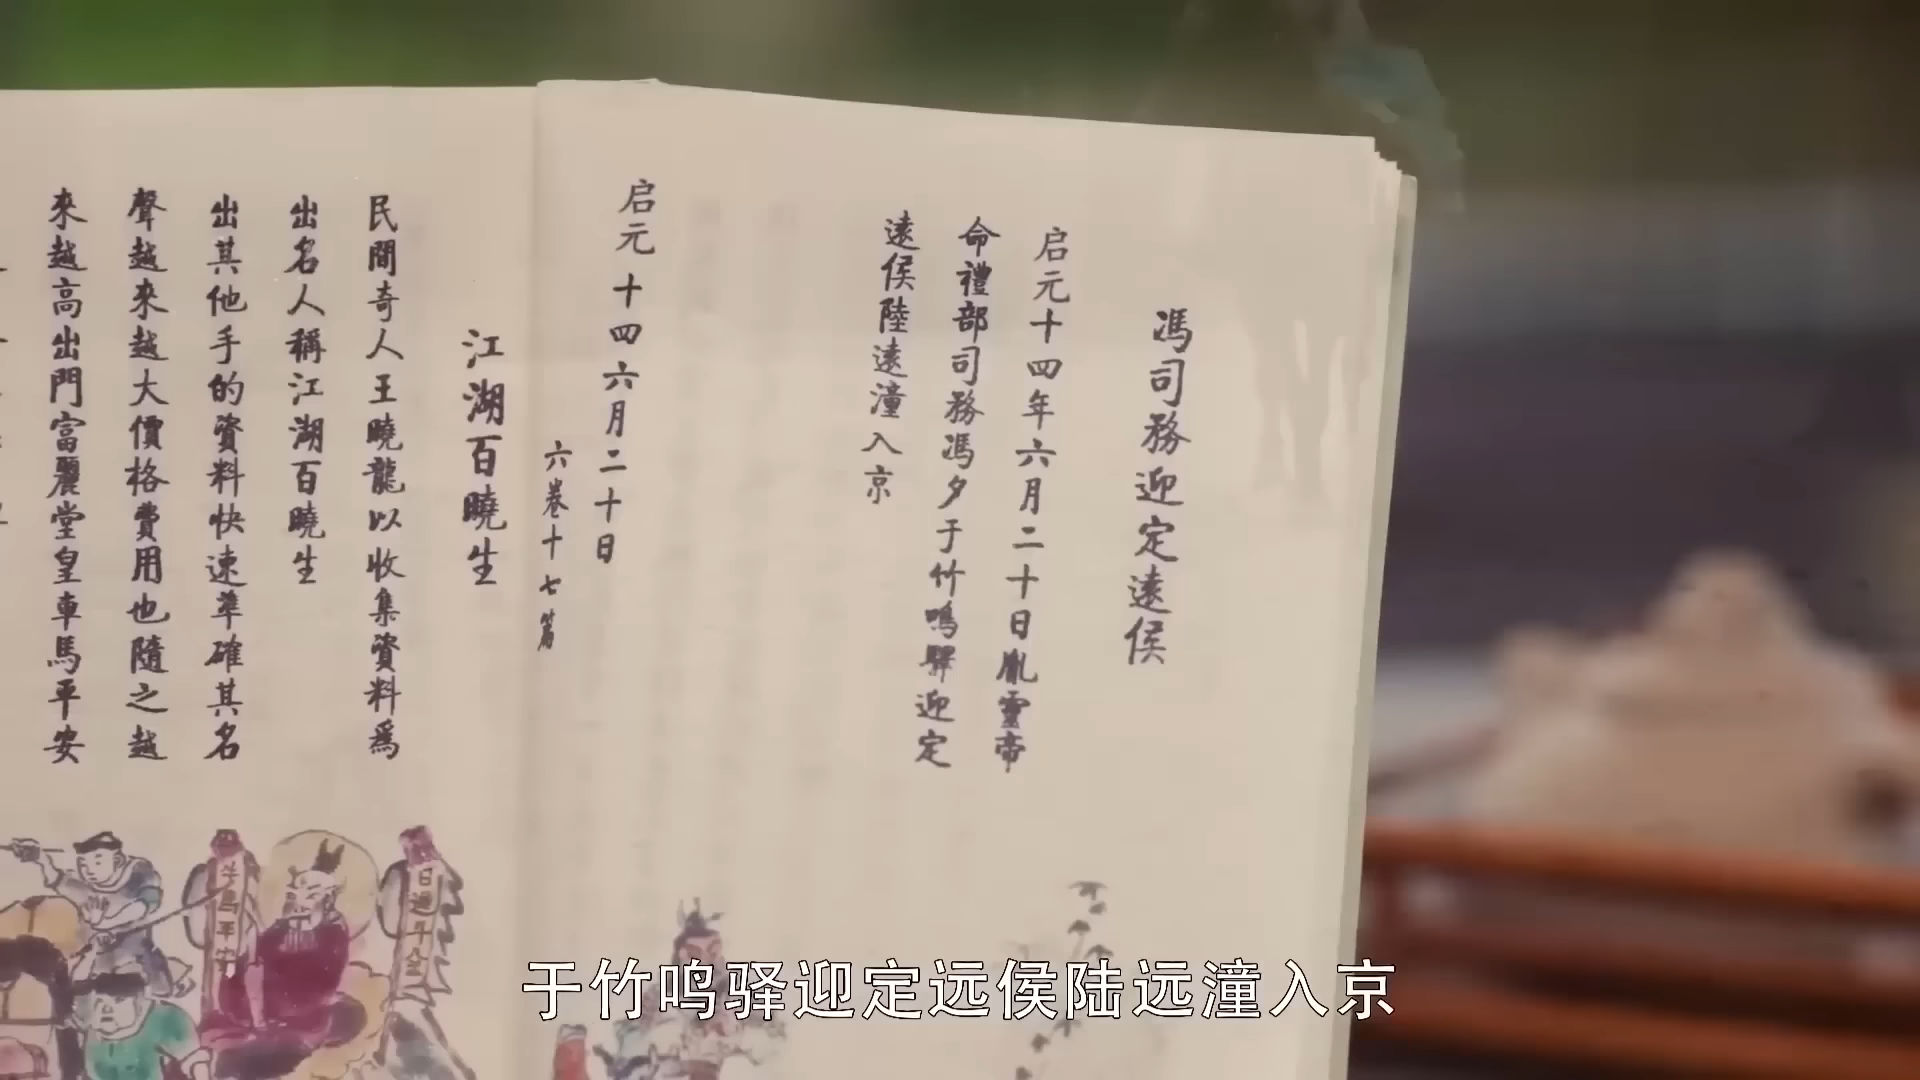 馮司務迎定遠侯
启元十四年六月二十日胤靈帝
命禮部司務馮夕于竹鳴驛迎定
遠侯陸遠潼入京
启元十四六月二十日
六卷十七篇
江湖百曉生
民間奇人王曉龍以收集資料爲
出名人稱江湖百曉生
出其他手的資料快速準確其名
聲越來越大價格費用也隨之越
來越高出門富麗堂皇車馬平安
于竹鸣驿迎定远侯陆远潼入京